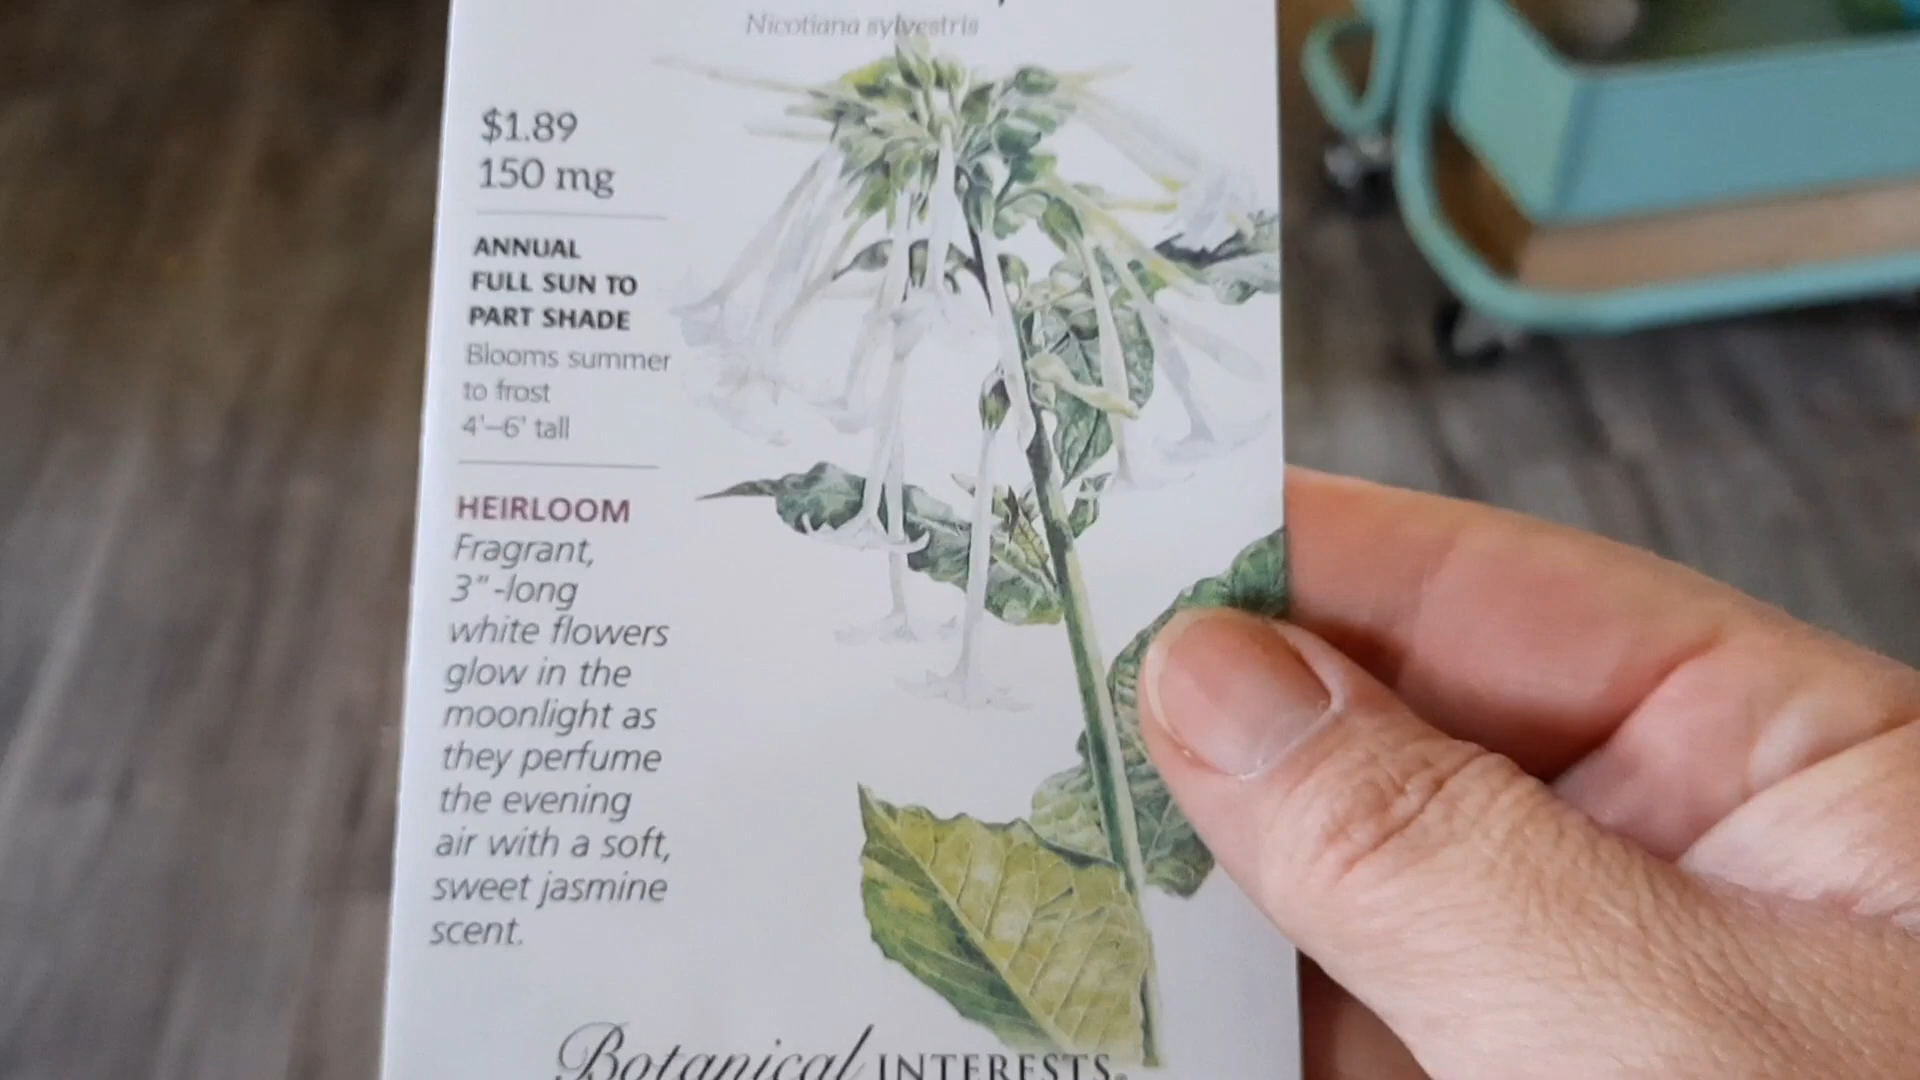 Nicotiana sylvestris
$1.89
150 mg
ANNUAL
FULL SUN TO
PART SHADE
Blooms summer
to frost
4'–6' tall
HEIRLOOM
Fragrant,
3"-long
white flowers
glow in the
moonlight as
they perfume
the evening
air with a soft,
sweet jasmine
scent.
Botanical INTERESTS®